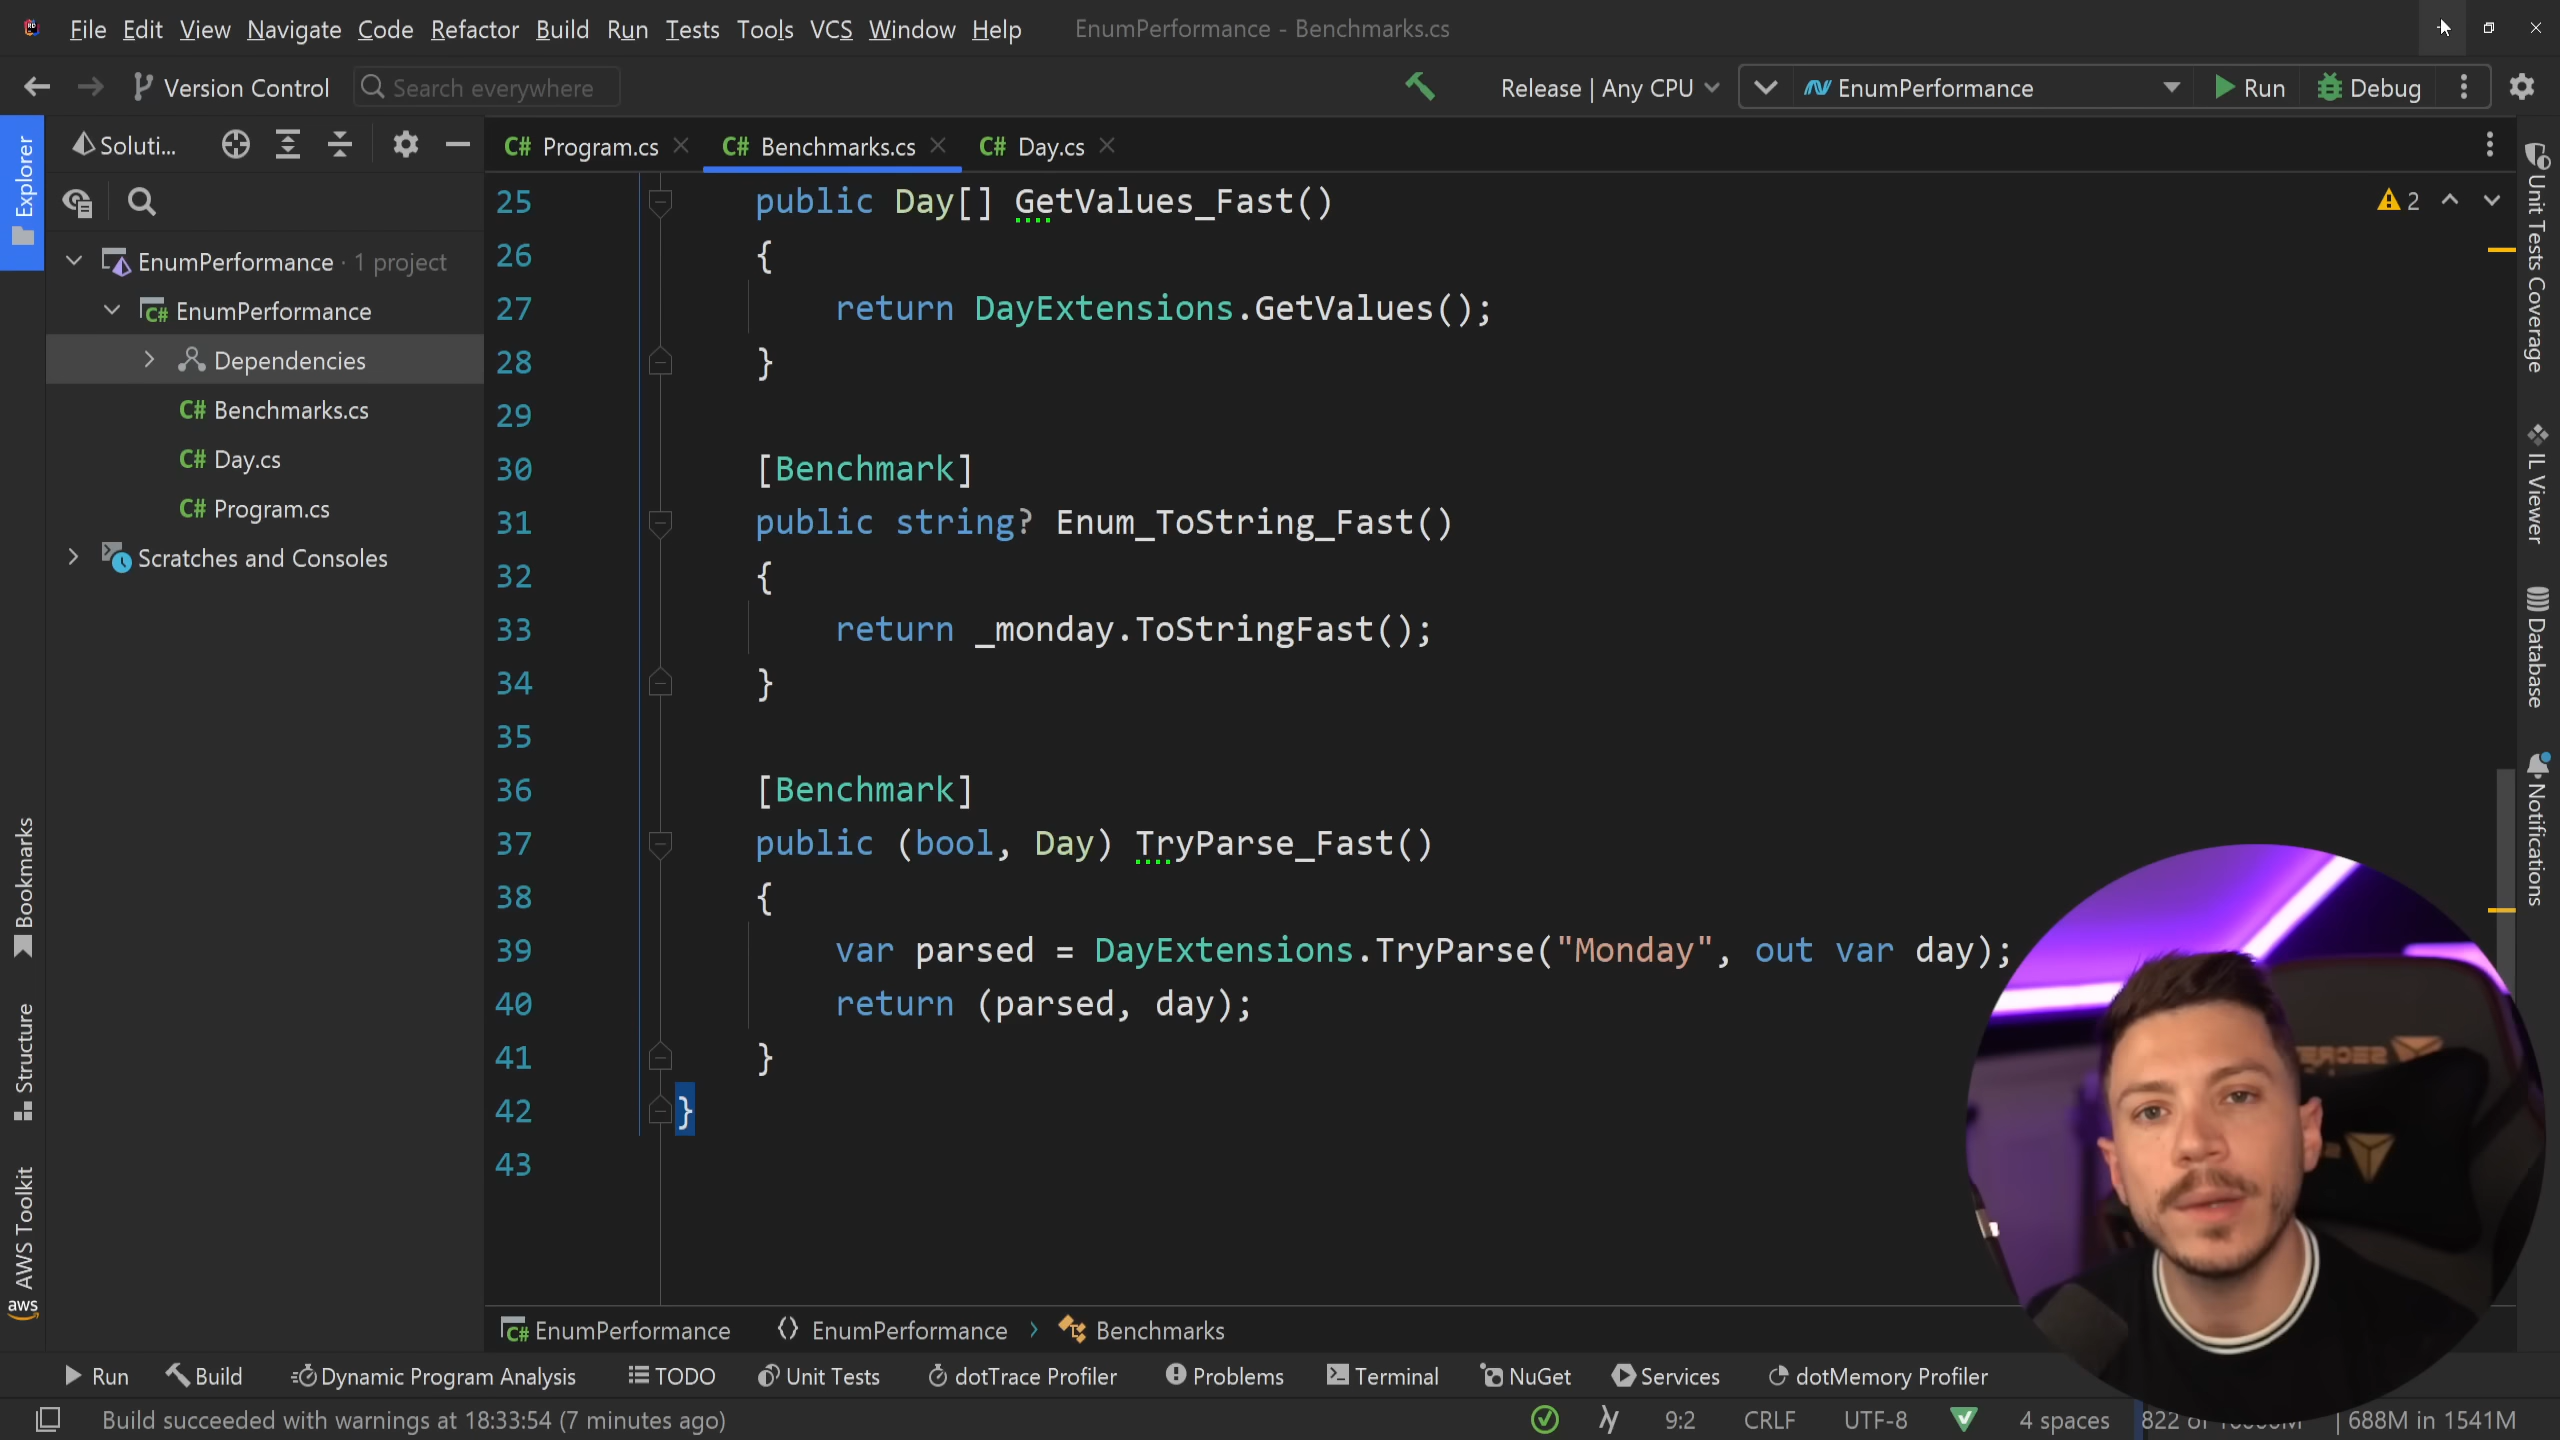 File Edit View Navigate Code Refactor Build Run Tests Tools VCS Window Help EnumPerformance - Benchmarks.cs
Version Control Search everywhere Release | Any CPU EnumPerformance Run Debug
Explorer
Soluti...
EnumPerformance · 1 project
EnumPerformance
Dependencies
C# Benchmarks.cs
C# Day.cs
C# Program.cs
Scratches and Consoles
Bookmarks
Structure
AWS Toolkit
aws
C# Program.cs C# Benchmarks.cs C# Day.cs
2
25 public Day[] GetValues_Fast()
26 {
27 return DayExtensions.GetValues();
28 }
29
30 [Benchmark]
31 public string? Enum_ToString_Fast()
32 {
33 return _monday.ToStringFast();
34 }
35
36 [Benchmark]
37 public (bool, Day) TryParse_Fast()
38 {
39 var parsed = DayExtensions.TryParse("Monday", out var day);
40 return (parsed, day);
41 }
42 }
43
Unit Tests Coverage
IL Viewer
Database
Notifications
C# EnumPerformance EnumPerformance Benchmarks
Run Build Dynamic Program Analysis TODO Unit Tests dotTrace Profiler Problems Terminal NuGet Services dotMemory Profiler
Build succeeded with warnings at 18:33:54 (7 minutes ago) 9:2 CRLF UTF-8 4 spaces 822 of 688M in 1541M